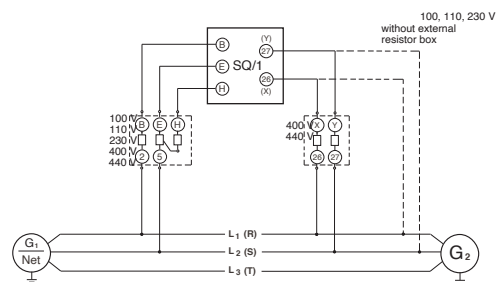 100, 110, 230 V
without external
resistor box
(Y)
B
27
E
SQ/1
26
H
(X)
100 V
110 V
230 V
400 V
440 V
B
E
H
2
5
400 V
440 V
X
Y
26
27
L1 (R)
G1
Net
L2 (S)
G2
L3 (T)